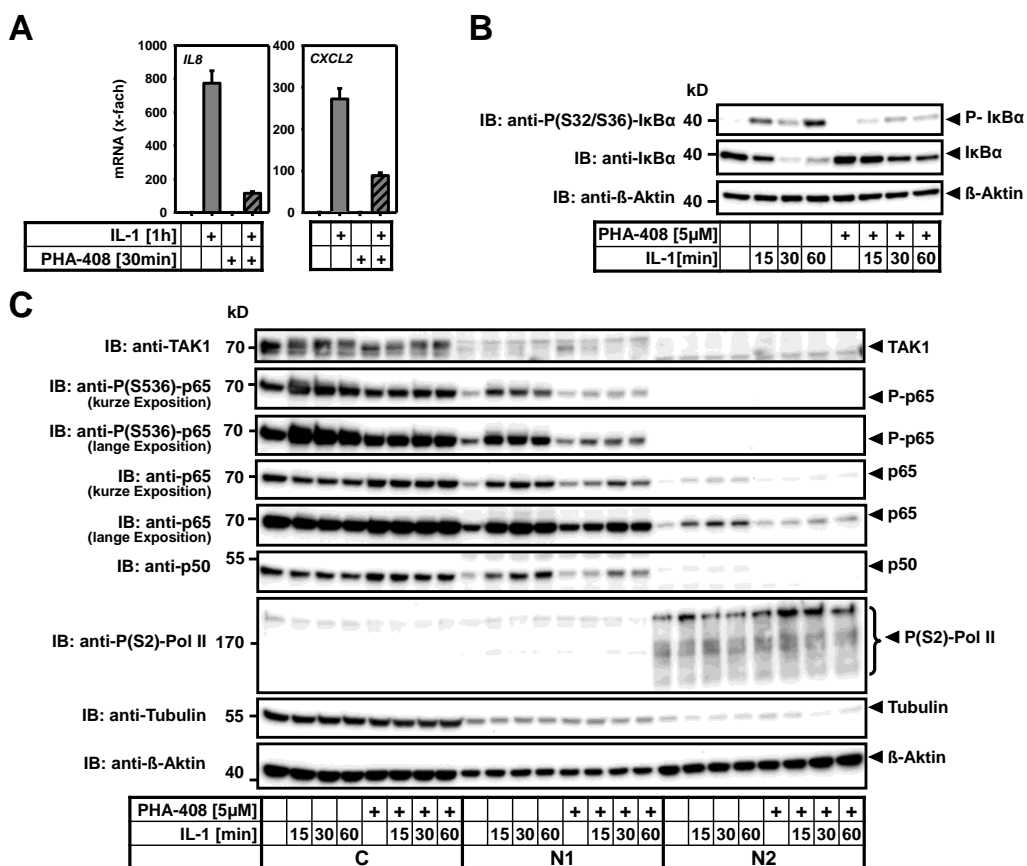 A
1000
800
600
400
200
0
mRNA (x-fach)
IL8
400
300
200
100
0
CXCL2
IL-1 [1h] + + +
PHA-408 [30min] + + + +
B
kD
IB: anti-P(S32/S36)-IκBα 40 P- IκBα
IB: anti-IκBα 40 IκBα
IB: anti-ß-Aktin 40 ß-Aktin
PHA-408 [5µM] + + + +
IL-1[min] 15 30 60 15 30 60
C
kD
IB: anti-TAK1 70 TAK1
IB: anti-P(S536)-p65 70 P-p65
(kurze Exposition)
IB: anti-P(S536)-p65 70 P-p65
(lange Exposition)
IB: anti-p65 70 p65
(kurze Exposition)
IB: anti-p65 70 p65
(lange Exposition)
IB: anti-p50 55 p50
IB: anti-P(S2)-Pol II 170 P(S2)-Pol II
IB: anti-Tubulin 55 Tubulin
IB: anti-ß-Aktin 40 ß-Aktin
PHA-408 [5µM] + + + + + + + + + + + +
IL-1 [min] 15 30 60 15 30 60 15 30 60 15 30 60 15 30 60 15 30 60
C N1 N2